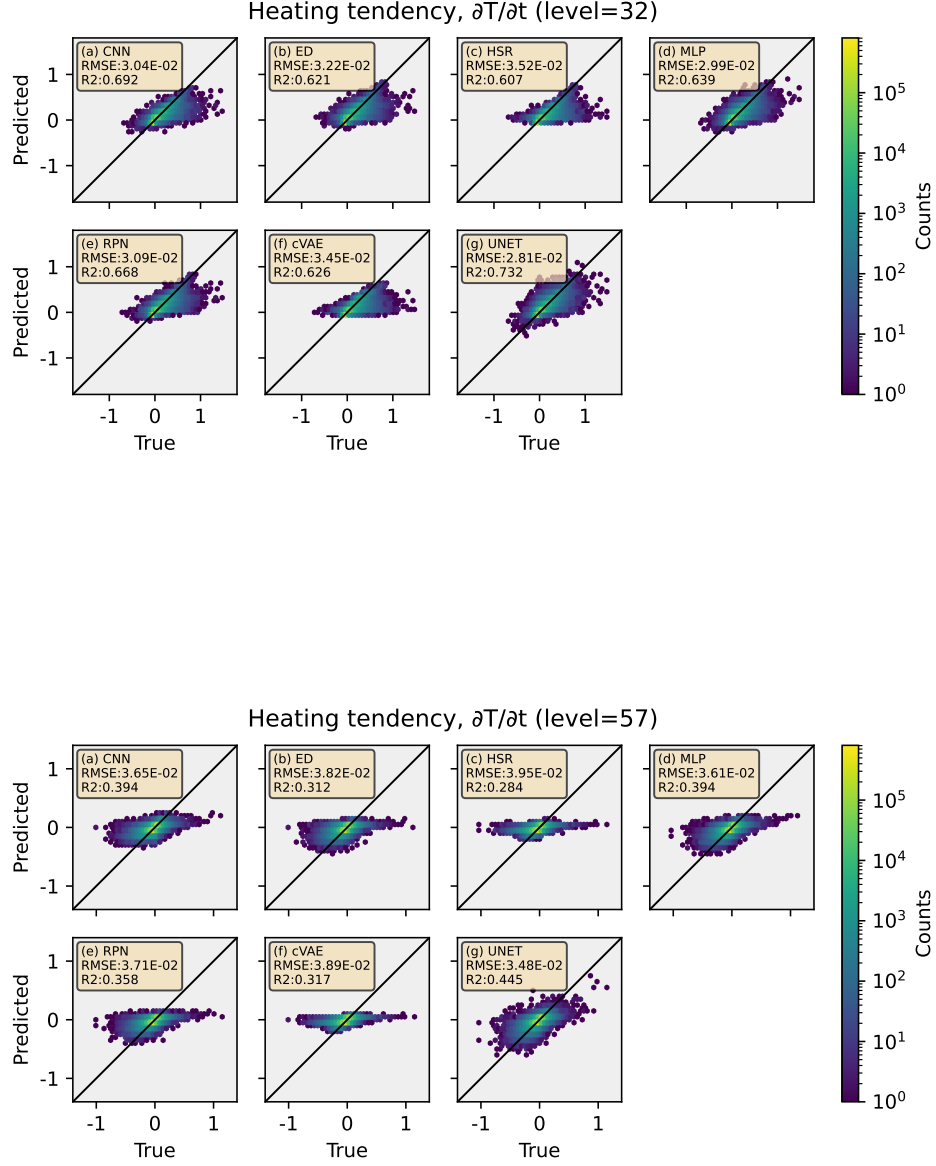 Heating tendency, ∂T/∂t (level=32)
(a) CNN
RMSE:3.04E-02
R2:0.692
(b) ED
RMSE:3.22E-02
R2:0.621
(c) HSR
RMSE:3.52E-02
R2:0.607
(d) MLP
RMSE:2.99E-02
R2:0.639
1
0
-1
Predicted
(e) RPN
RMSE:3.09E-02
R2:0.668
(f) cVAE
RMSE:3.45E-02
R2:0.626
(g) UNET
RMSE:2.81E-02
R2:0.732
1
0
-1
Predicted
-1 0 1
-1 0 1
-1 0 1
True
True
True
10⁵
10⁴
10³
10²
10¹
10⁰
Counts
Heating tendency, ∂T/∂t (level=57)
(a) CNN
RMSE:3.65E-02
R2:0.394
(b) ED
RMSE:3.82E-02
R2:0.312
(c) HSR
RMSE:3.95E-02
R2:0.284
(d) MLP
RMSE:3.61E-02
R2:0.394
1
0
-1
Predicted
(e) RPN
RMSE:3.71E-02
R2:0.358
(f) cVAE
RMSE:3.89E-02
R2:0.317
(g) UNET
RMSE:3.48E-02
R2:0.445
1
0
-1
Predicted
-1 0 1
-1 0 1
-1 0 1
True
True
True
10⁵
10⁴
10³
10²
10¹
10⁰
Counts